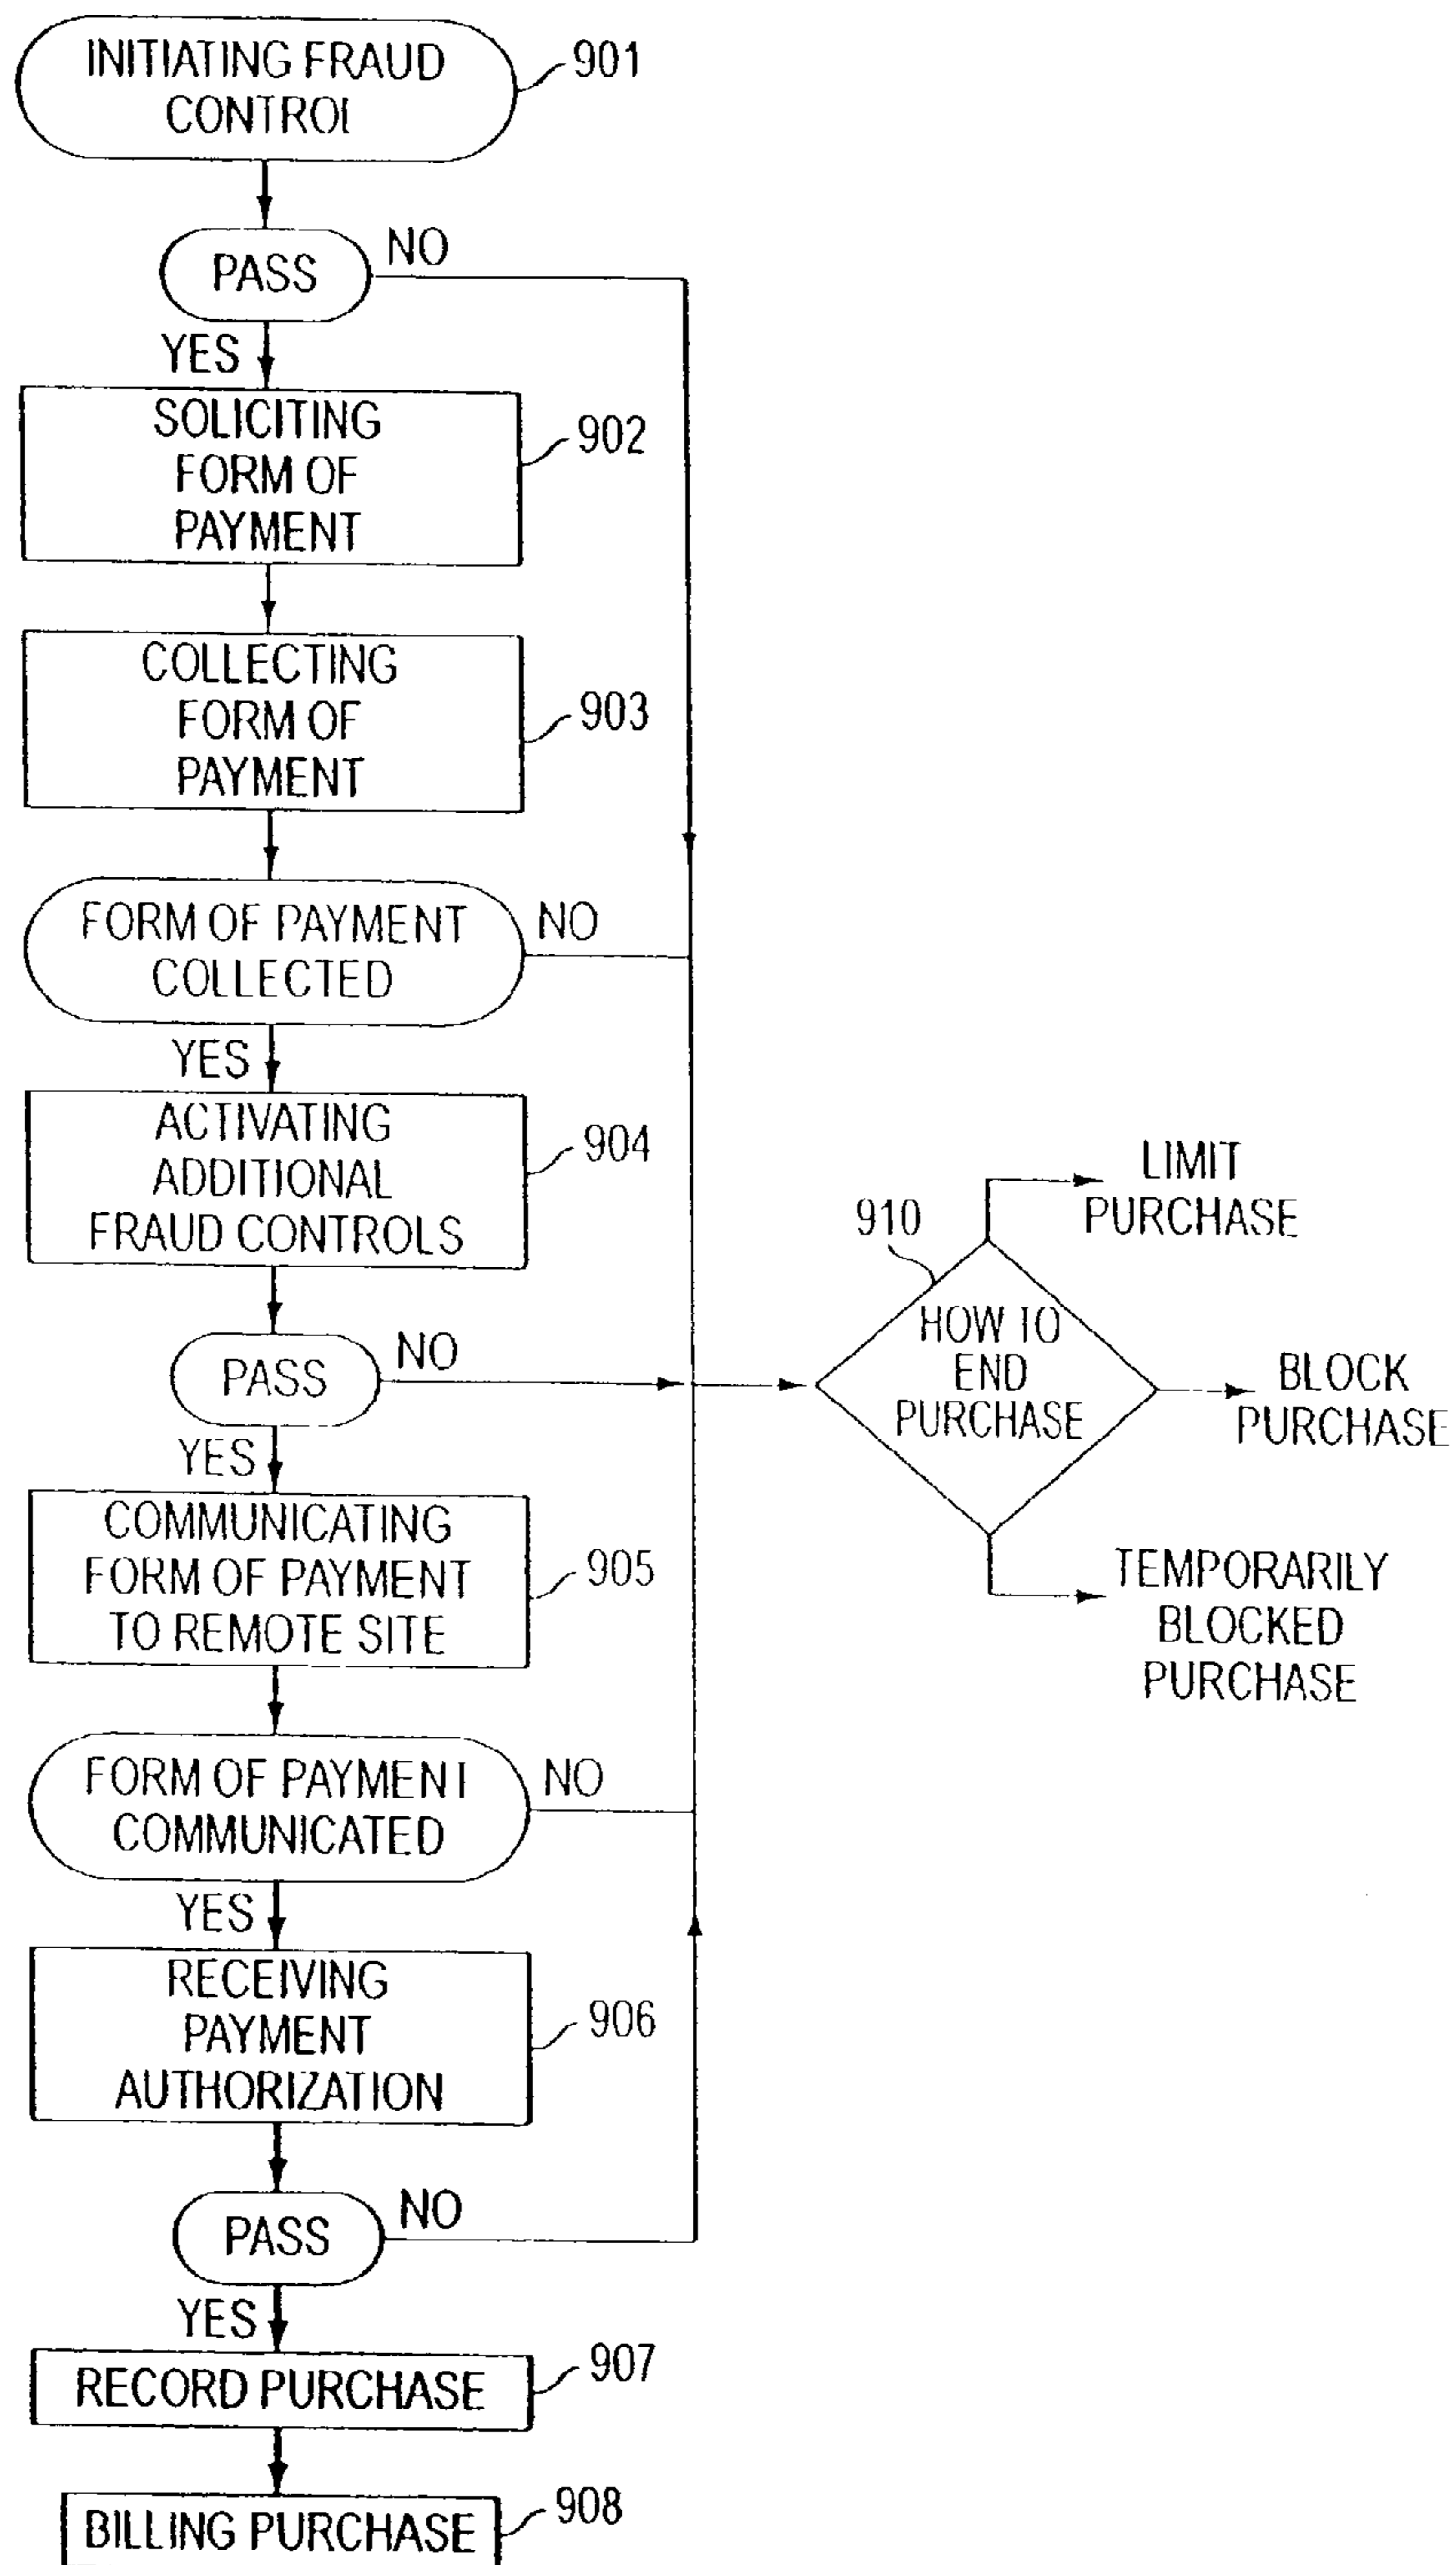 INITIATING FRAUD
CONTROL
901
PASS
NO
YES
SOLICITING
FORM OF
PAYMENT
902
COLLECTING
FORM OF
PAYMENT
903
FORM OF PAYMENT
COLLECTED
NO
YES
ACTIVATING
ADDITIONAL
FRAUD CONTROLS
904
PASS
NO
YES
COMMUNICATING
FORM OF PAYMENT
TO REMOTE SITE
905
FORM OF PAYMENT
COMMUNICATED
NO
YES
RECEIVING
PAYMENT
AUTHORIZATION
906
PASS
NO
YES
RECORD PURCHASE
907
BILLING PURCHASE
908
910
HOW TO
END
PURCHASE
LIMIT
PURCHASE
BLOCK
PURCHASE
TEMPORARILY
BLOCKED
PURCHASE